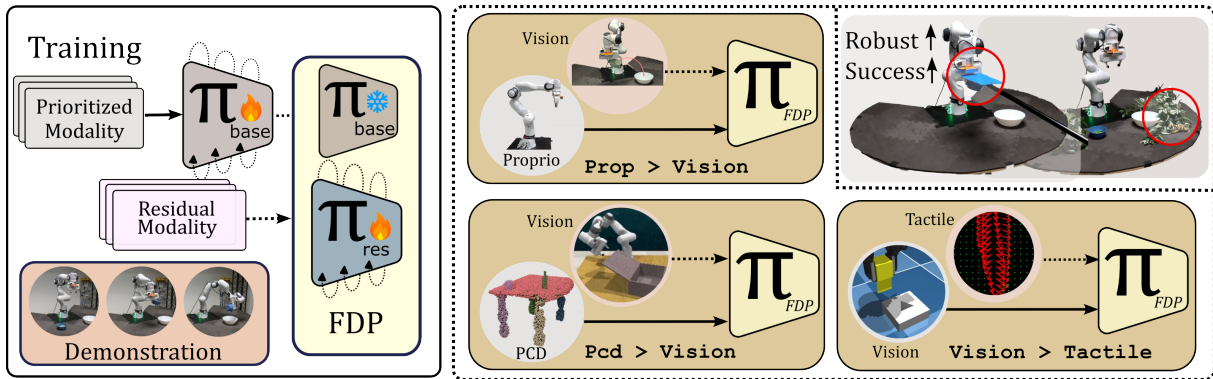 Training
Prioritized
Modality
π
base
π
base
Residual
Modality
π
res
FDP
Demonstration
Vision
Proprio
π
FDP
Prop > Vision
Robust ↑
Success ↑
Vision
PCD
π
FDP
Pcd > Vision
Tactile
Vision
π
FDP
Vision > Tactile